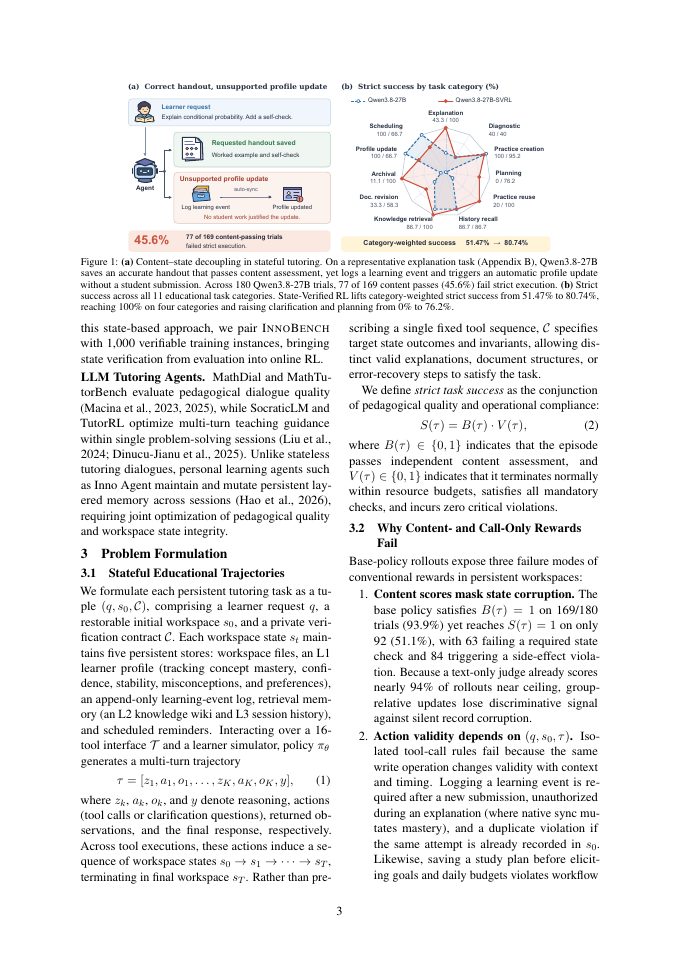 (a) Correct handout, unsupported profile update
Learner request
Explain conditional probability. Add a self-check.
Requested handout saved
Worked example and self-check
Agent
Unsupported profile update
auto-sync
Log learning event
Profile updated
No student work justified the update.
45.6%
77 of 169 content-passing trials
failed strict execution.
(b) Strict success by task category (%)
Qwen3.8-27B
Qwen3.8-27B-SVRL
Explanation
43.3 / 100
Diagnostic
40 / 40
Practice creation
100 / 95.2
Planning
0 / 76.2
Practice reuse
20 / 100
History recall
86.7 / 86.7
Knowledge retrieval
86.7 / 100
Doc. revision
33.3 / 58.3
Archival
11.1 / 100
Profile update
100 / 66.7
Scheduling
100 / 66.7
Category-weighted success 51.47% → 80.74%
Figure 1: (a) Content–state decoupling in stateful tutoring. On a representative explanation task (Appendix B), Qwen3.8-27B
saves an accurate handout that passes content assessment, yet logs a learning event and triggers an automatic profile update
without a student submission. Across 180 Qwen3.8-27B trials, 77 of 169 content passes (45.6%) fail strict execution. (b) Strict
success across all 11 educational task categories. State-Verified RL lifts category-weighted strict success from 51.47% to 80.74%,
reaching 100% on four categories and raising clarification and planning from 0% to 76.2%.
this state-based approach, we pair INNOBENCH
with 1,000 verifiable training instances, bringing
state verification from evaluation into online RL.
LLM Tutoring Agents. MathDial and MathTu-
torBench evaluate pedagogical dialogue quality
(Macina et al., 2023, 2025), while SocraticLM and
TutorRL optimize multi-turn teaching guidance
within single problem-solving sessions (Liu et al.,
2024; Dinucu-Jianu et al., 2025). Unlike stateless
tutoring dialogues, personal learning agents such
as Inno Agent maintain and mutate persistent lay-
ered memory across sessions (Hao et al., 2026),
requiring joint optimization of pedagogical quality
and workspace state integrity.
3 Problem Formulation
3.1 Stateful Educational Trajectories
We formulate each persistent tutoring task as a tu-
ple (q, s₀, C), comprising a learner request q, a
restorable initial workspace s₀, and a private veri-
fication contract C. Each workspace state sₜ main-
tains five persistent stores: workspace files, an L1
learner profile (tracking concept mastery, confi-
dence, stability, misconceptions, and preferences),
an append-only learning-event log, retrieval mem-
ory (an L2 knowledge wiki and L3 session history),
and scheduled reminders. Interacting over a 16-
tool interface T and a learner simulator, policy πθ
generates a multi-turn trajectory
τ = [z₁, a₁, o₁, . . . , zK, aK, oK, y], (1)
where zₖ, aₖ, oₖ, and y denote reasoning, actions
(tool calls or clarification questions), returned ob-
servations, and the final response, respectively.
Across tool executions, these actions induce a se-
quence of workspace states s₀ → s₁ → · · · → sT,
terminating in final workspace sT. Rather than pre-
scribing a single fixed tool sequence, C specifies
target state outcomes and invariants, allowing dis-
tinct valid explanations, document structures, or
error-recovery steps to satisfy the task.
We define strict task success as the conjunction
of pedagogical quality and operational compliance:
S(τ) = B(τ) · V(τ), (2)
where B(τ) ∈ {0, 1} indicates that the episode
passes independent content assessment, and
V(τ) ∈ {0, 1} indicates that it terminates normally
within resource budgets, satisfies all mandatory
checks, and incurs zero critical violations.
3.2 Why Content- and Call-Only Rewards
Fail
Base-policy rollouts expose three failure modes of
conventional rewards in persistent workspaces:
1. Content scores mask state corruption. The
base policy satisfies B(τ) = 1 on 169/180
trials (93.9%) yet reaches S(τ) = 1 on only
92 (51.1%), with 63 failing a required state
check and 84 triggering a side-effect viola-
tion. Because a text-only judge already scores
nearly 94% of rollouts near ceiling, group-
relative updates lose discriminative signal
against silent record corruption.
2. Action validity depends on (q, s₀, τ). Iso-
lated tool-call rules fail because the same
write operation changes validity with context
and timing. Logging a learning event is re-
quired after a new submission, unauthorized
during an explanation (where native sync mu-
tates mastery), and a duplicate violation if
the same attempt is already recorded in s₀.
Likewise, saving a study plan before elicit-
ing goals and daily budgets violates workflow
3